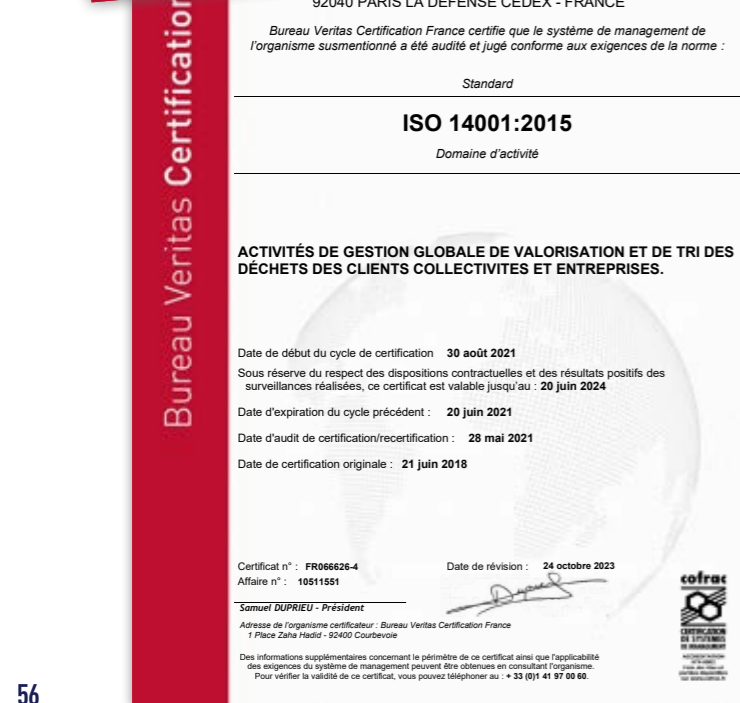 92040 PARIS LA DEFENSE CEDEX - FRANCE
Bureau Veritas Certification France certifie que le système de management de
l'organisme susmentionné a été audité et jugé conforme aux exigences de la norme :
Standard
ISO 14001:2015
Domaine d'activité
ACTIVITÉS DE GESTION GLOBALE DE VALORISATION ET DE TRI DES
DÉCHETS DES CLIENTS COLLECTIVITES ET ENTREPRISES.
Date de début du cycle de certification 30 août 2021
Sous réserve du respect des dispositions contractuelles et des résultats positifs des
surveillances réalisées, ce certificat est valable jusqu'au : 20 juin 2024
Date d'expiration du cycle précédent : 20 juin 2021
Date d'audit de certification/recertification : 28 mai 2021
Date de certification originale : 21 juin 2018
Certificat n° : FR066626-4 Date de révision : 24 octobre 2023
Affaire n° : 10511551
Samuel DUPRIEU - Président
Adresse de l'organisme certificateur : Bureau Veritas Certification France
1 Place Zaha Hadid - 92400 Courbevoie
Des informations supplémentaires concernant le périmètre de ce certificat ainsi que l'applicabilité
des exigences du système de management peuvent être obtenues en consultant l'organisme.
Pour vérifier la validité de ce certificat, vous pouvez téléphoner au : + 33 (0)1 41 97 00 60.
Bureau Veritas Certification
cofrac
CERTIFICATION
DE SYSTEMES
DE MANAGEMENT
56